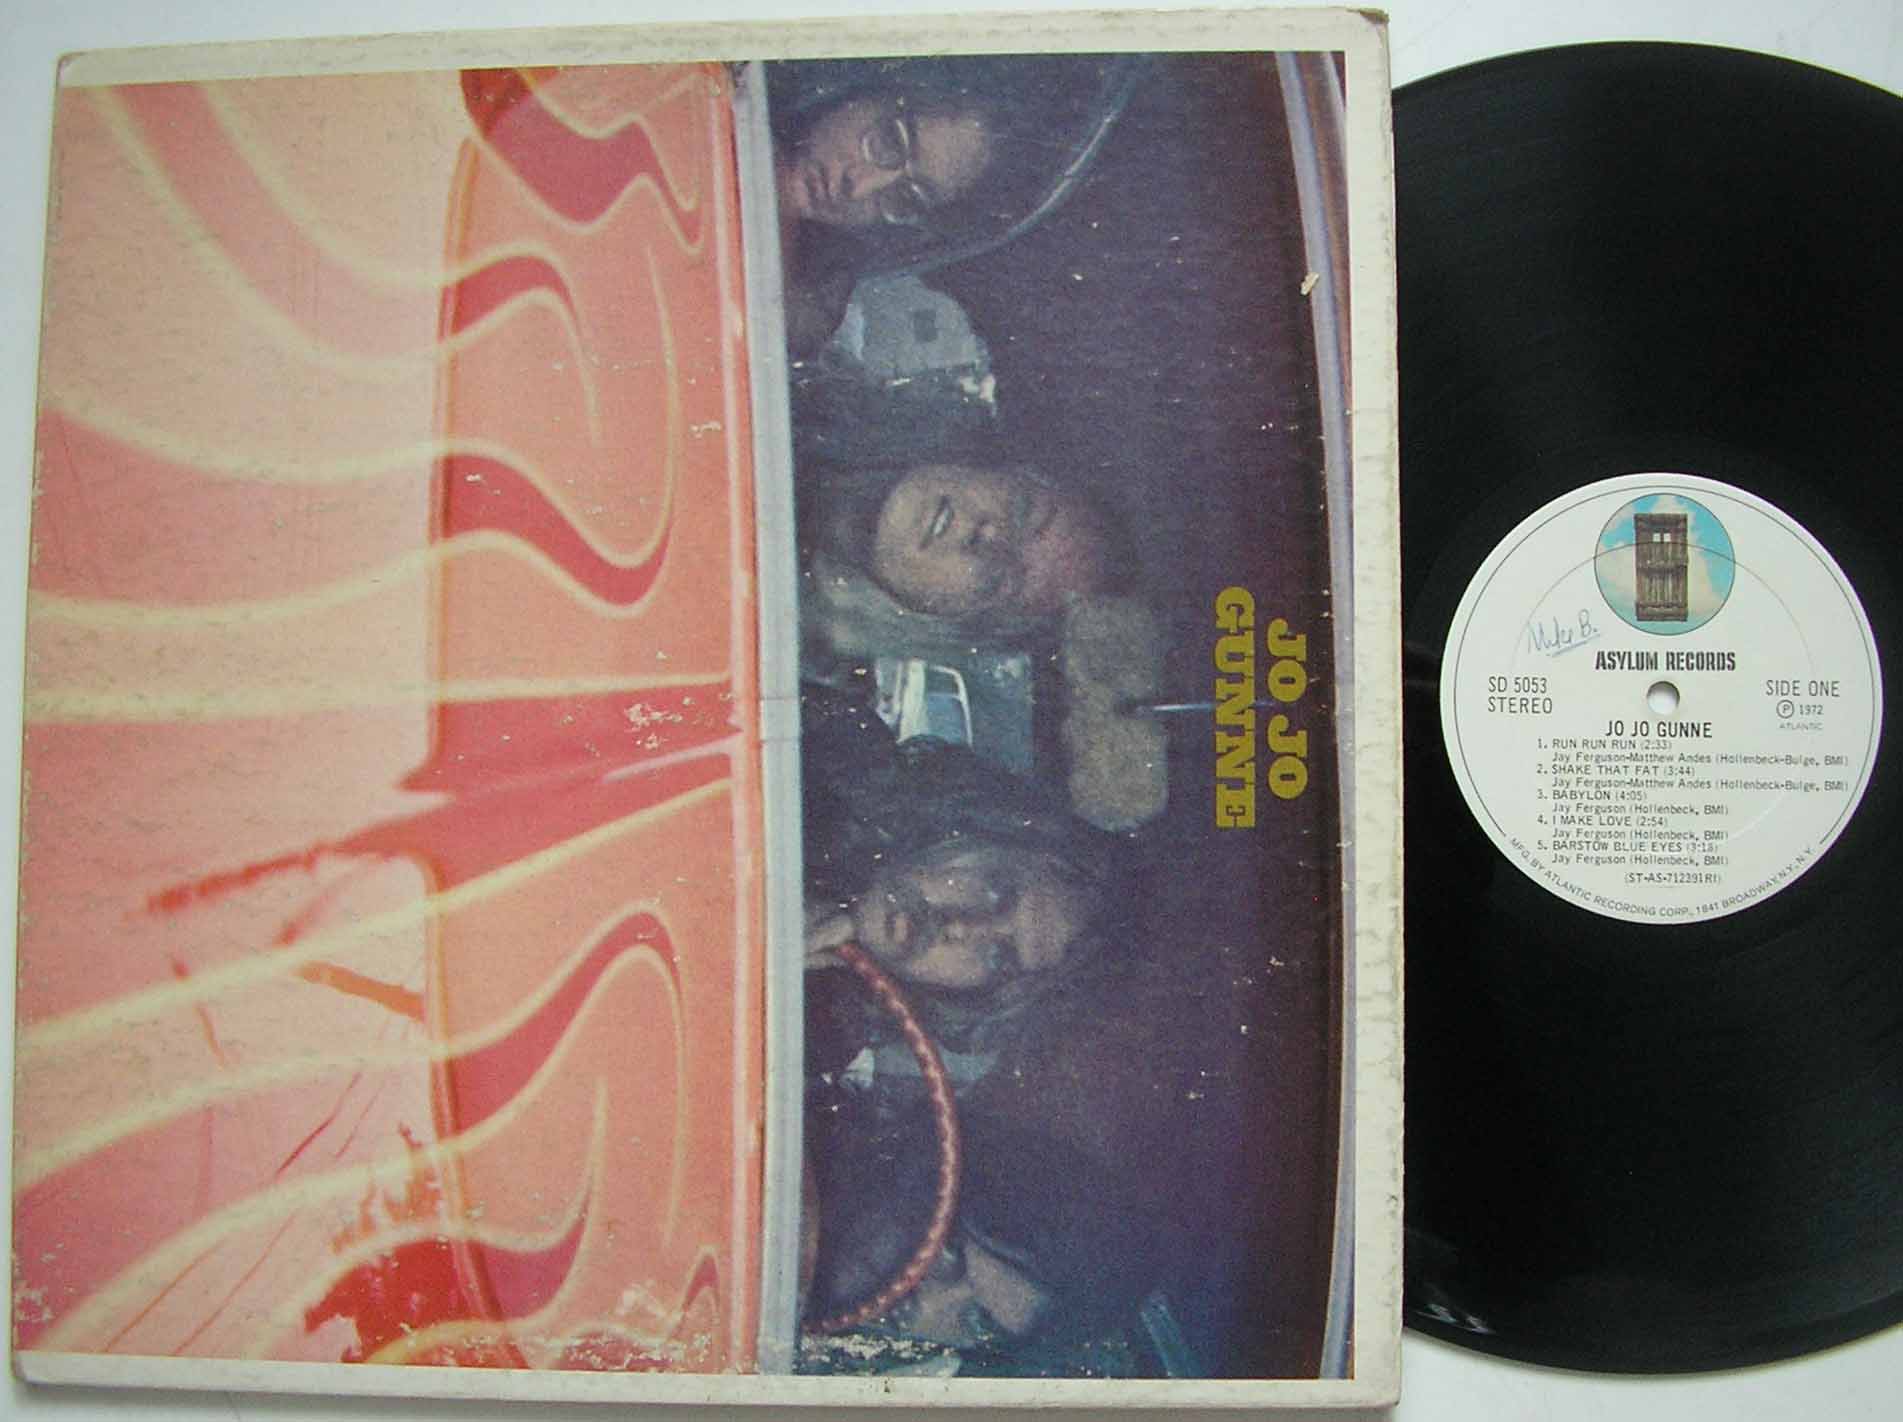 JO JO
GUNNE
Mike B.
ASYLUM RECORDS
SD 5053
STEREO
SIDE ONE
Ⓟ 1972
ATLANTIC
JO JO GUNNE
1. RUN RUN RUN (2:33)
Jay Ferguson-Matthew Andes (Hollenbeck-Bulge, BMI)
2. SHAKE THAT FAT (3:44)
Jay Ferguson-Matthew Andes (Hollenbeck-Bulge, BMI)
3. BABYLON (4:05)
Jay Ferguson (Hollenbeck, BMI)
4. I MAKE LOVE (2:54)
Jay Ferguson (Hollenbeck, BMI)
5. BARSTOW BLUE EYES (3:18)
Jay Ferguson (Hollenbeck, BMI)
(ST-AS-712391RI)
MFG. BY ATLANTIC RECORDING CORP., 1841 BROADWAY, N.Y., N.Y.